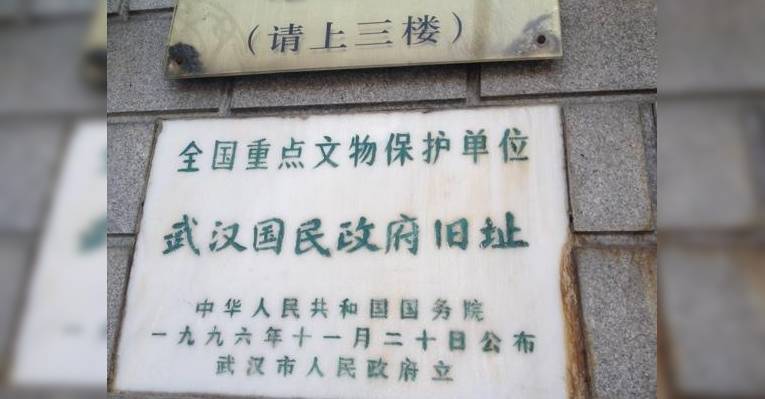 （请上三楼）
全国重点文物保护单位
武汉国民政府旧址
中华人民共和国国务院
一九九六年十一月二十日公布
武汉市人民政府立